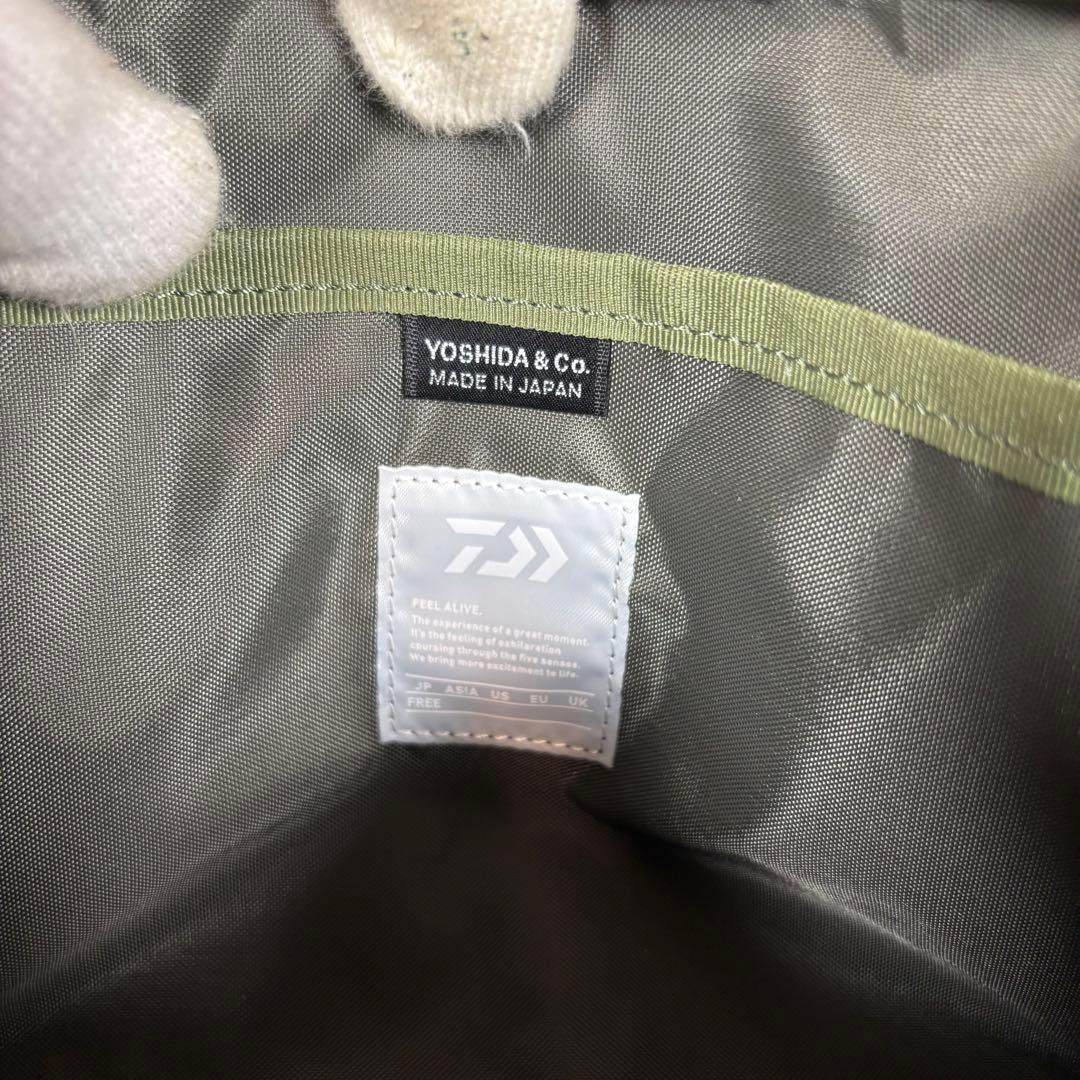 YOSHIDA & Co.
MADE IN JAPAN
FEEL ALIVE.
The experience of a great moment.
It's the feeling of exhilaration
coursing through the five senses.
We bring more excitement to life.
JP ASIA US EU UK
FREE